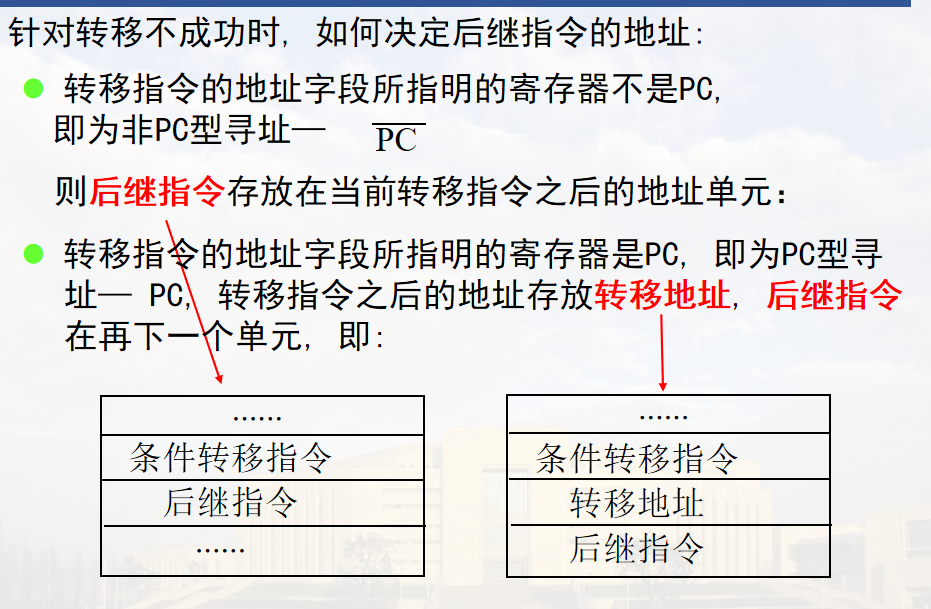 针对转移不成功时, 如何决定后继指令的地址:
转移指令的地址字段所指明的寄存器不是PC,
即为非PC型寻址— P̅C̅
则后继指令存放在当前转移指令之后的地址单元：
转移指令的地址字段所指明的寄存器是PC, 即为PC型寻
址— PC, 转移指令之后的地址存放转移地址, 后继指令
在再下一个单元, 即:
......
条件转移指令
后继指令
......
......
条件转移指令
转移地址
后继指令